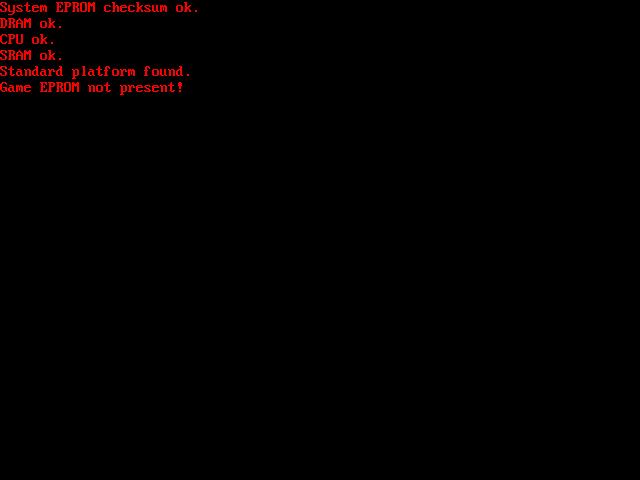 System EPROM checksum ok.
DRAM ok.
CPU ok.
SRAM ok.
Standard platform found.
Game EPROM not present!